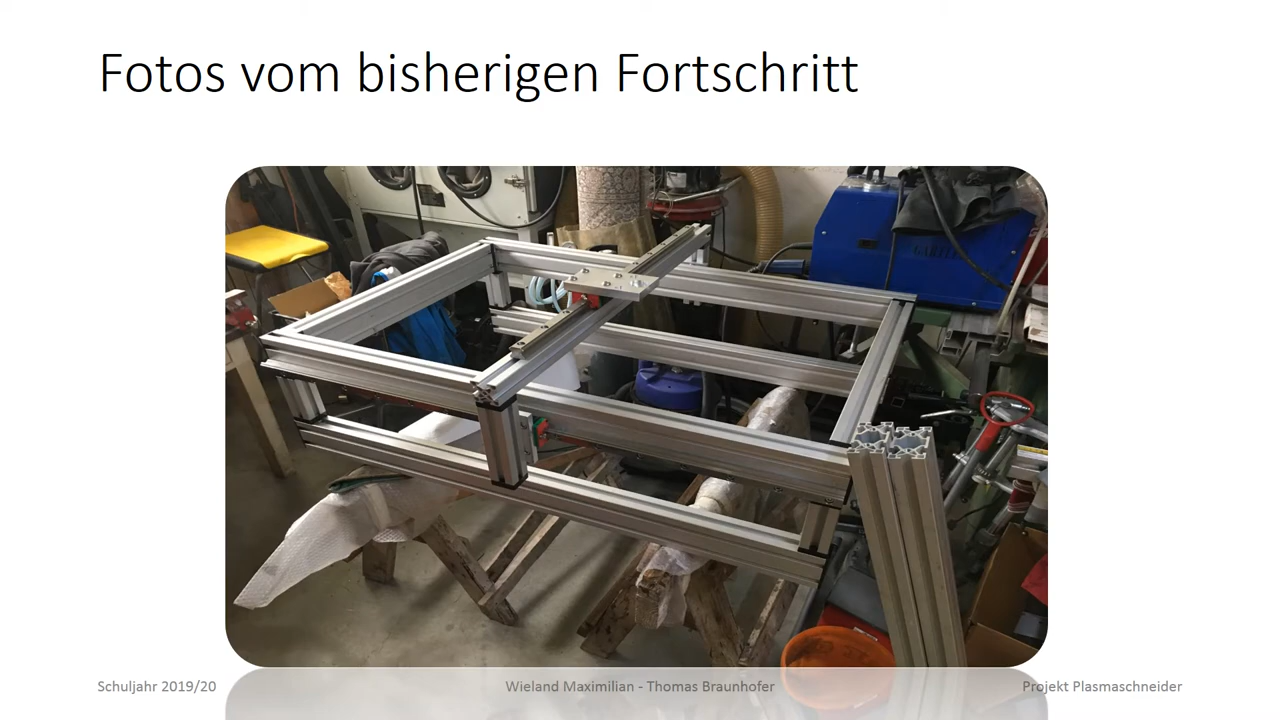 Fotos vom bisherigen Fortschritt
Schuljahr 2019/20
Wieland Maximilian - Thomas Braunhofer
Projekt Plasmaschneider